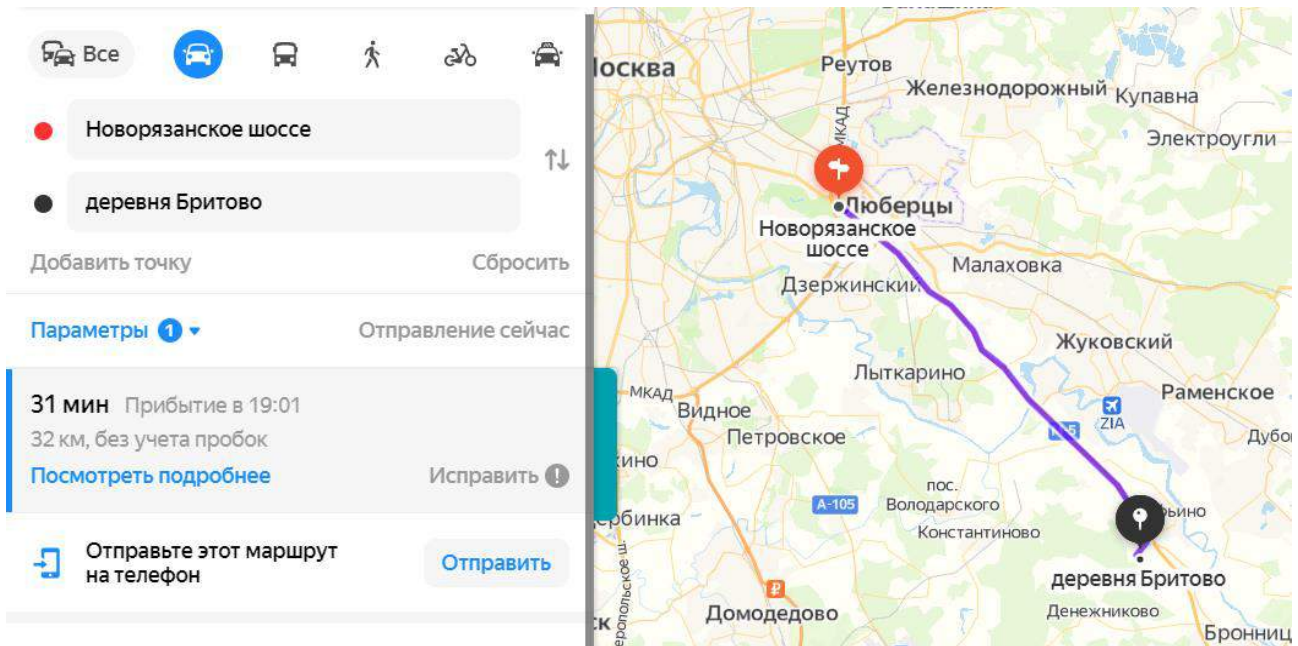 Все
Новорязанское шоссе
деревня Бритово
Добавить точку
Сбросить
Параметры 1
Отправление сейчас
31 мин Прибытие в 19:01
32 км, без учета пробок
Посмотреть подробнее
Исправить
Отправьте этот маршрут
на телефон
Отправить
Реутов
Железнодорожный
Купавна
Электроугли
МКАД
Люберцы
Новорязанское
шоссе
Малаховка
Дзержинский
Жуковский
Лыткарино
Раменское
МКАД
Видное
ZIA
Петровское
пос.
Володарского
А-105
Константиново
деревня Бритово
Домодедово
Денежниково